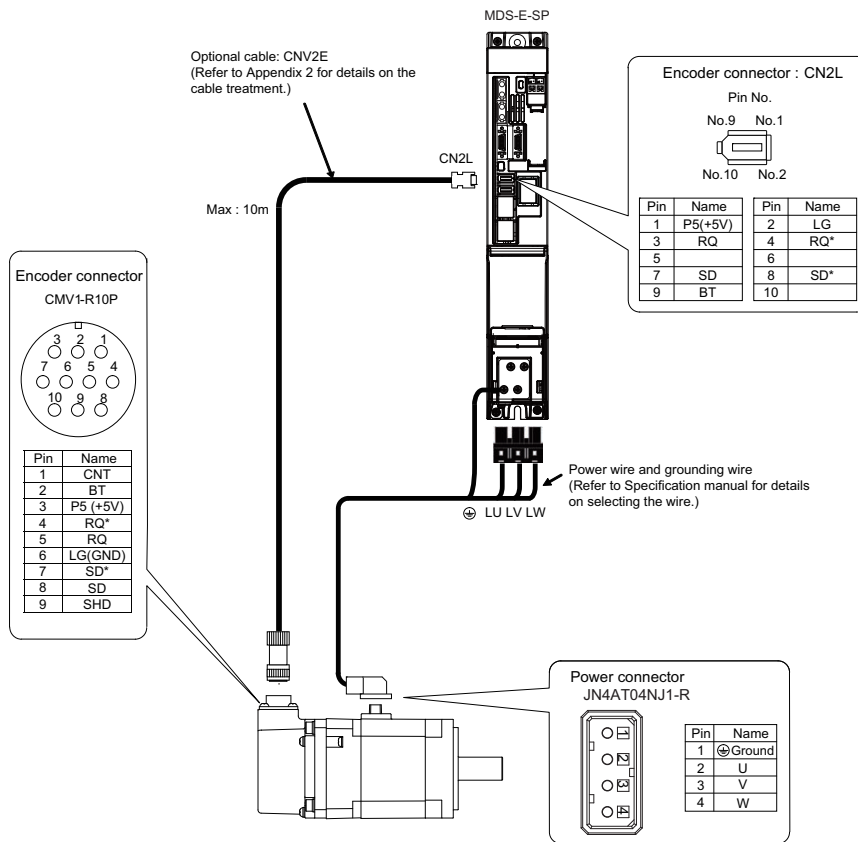 MDS-E-SP
Optional cable: CNV2E
(Refer to Appendix 2 for details on the
cable treatment.)
CN2L
Max : 10m
Encoder connector : CN2L
Pin No.
No.9 No.1
No.10 No.2
Pin Name Pin Name
1 P5(+5V) 2 LG
3 RQ 4 RQ*
5 6
7 SD 8 SD*
9 BT 10
Encoder connector
CMV1-R10P
3 2 1
7 6 5 4
10 9 8
Pin Name
1 CNT
2 BT
3 P5 (+5V)
4 RQ*
5 RQ
6 LG(GND)
7 SD*
8 SD
9 SHD
Power wire and grounding wire
(Refer to Specification manual for details
on selecting the wire.)
LU LV LW
Power connector
JN4AT04NJ1-R
1
2
3
4
Pin Name
1 Ground
2 U
3 V
4 W